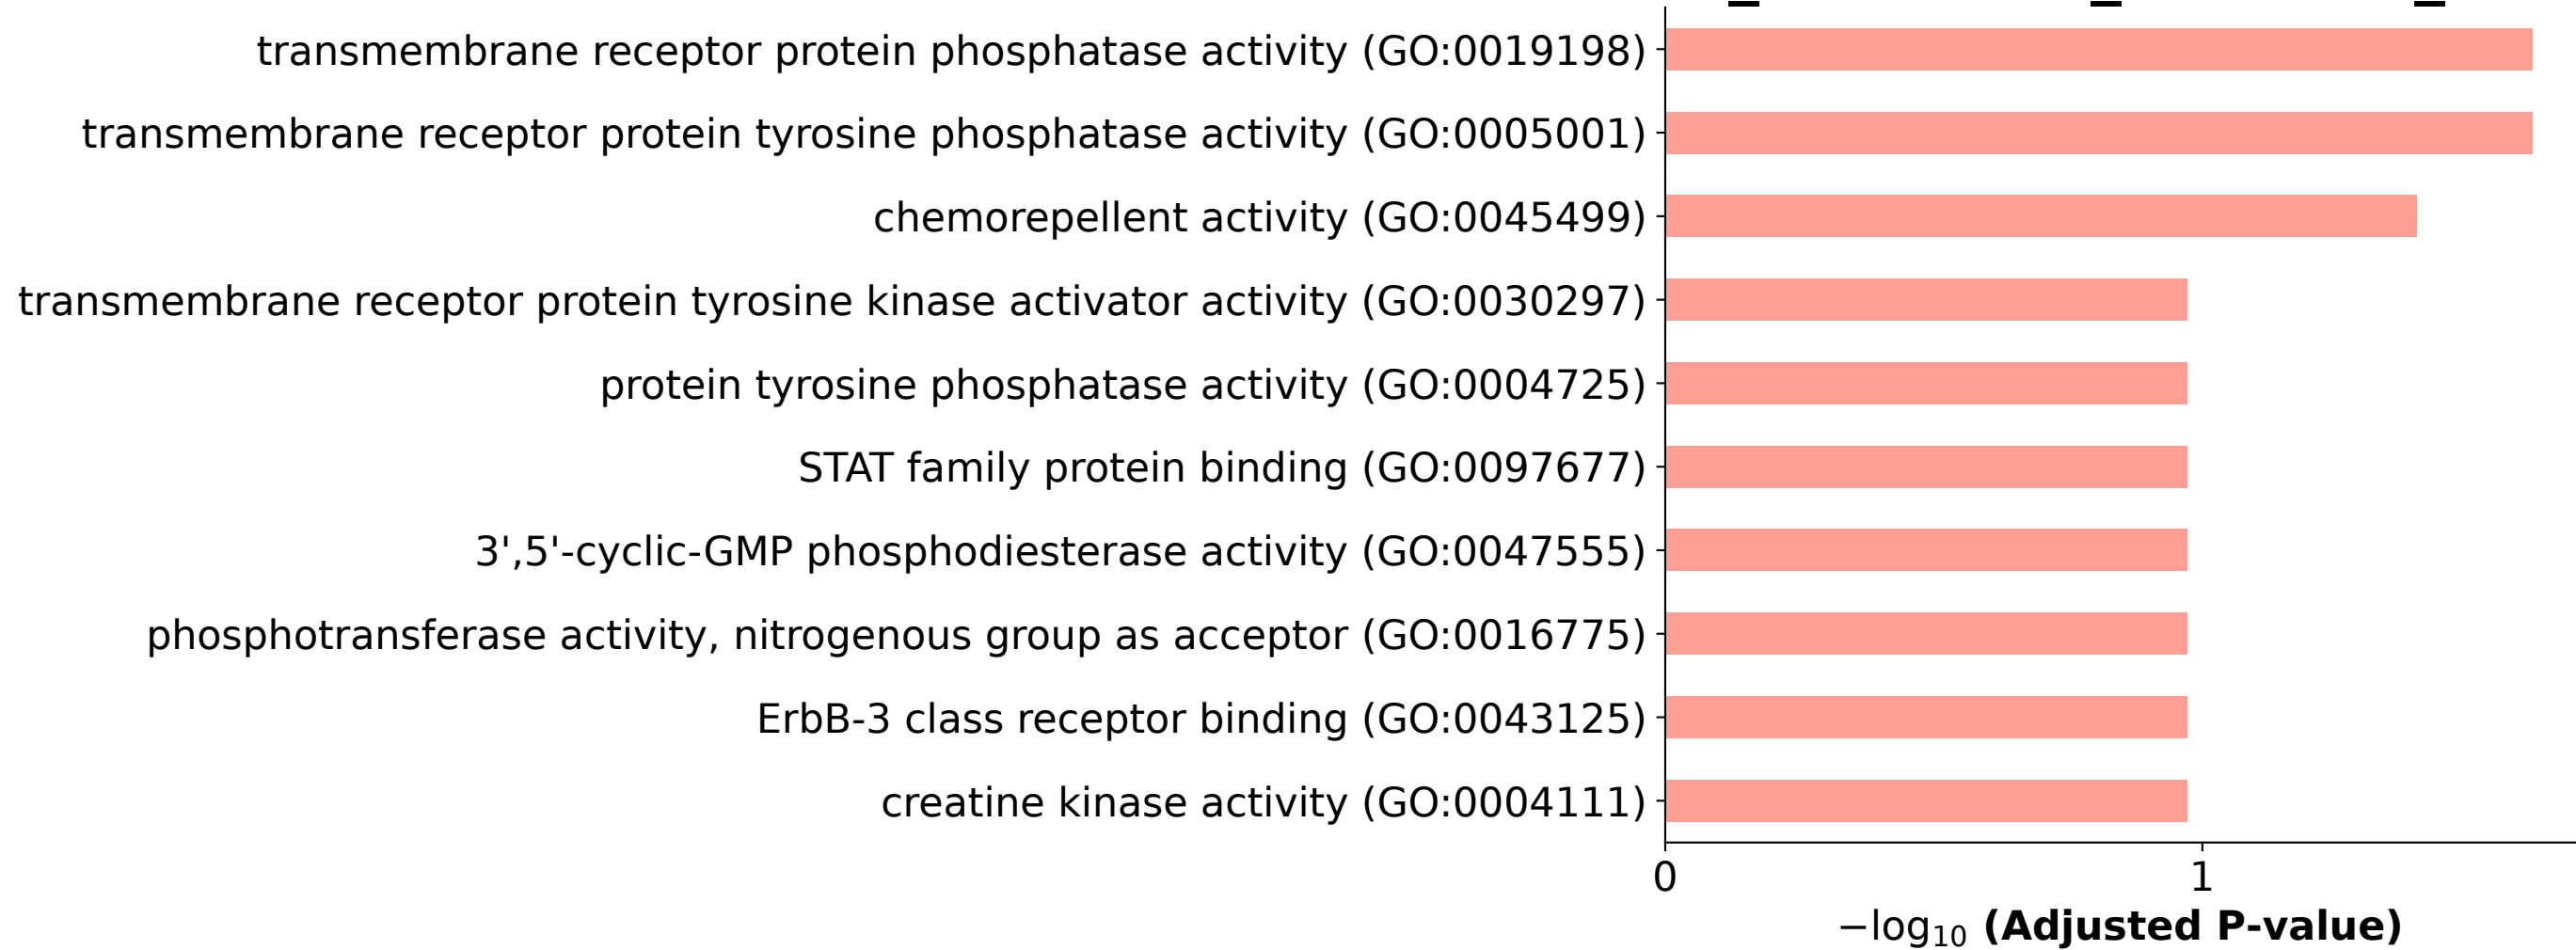 transmembrane receptor protein phosphatase activity (GO:0019198)
transmembrane receptor protein tyrosine phosphatase activity (GO:0005001)
chemorepellent activity (GO:0045499)
transmembrane receptor protein tyrosine kinase activator activity (GO:0030297)
protein tyrosine phosphatase activity (GO:0004725)
STAT family protein binding (GO:0097677)
3',5'-cyclic-GMP phosphodiesterase activity (GO:0047555)
phosphotransferase activity, nitrogenous group as acceptor (GO:0016775)
ErbB-3 class receptor binding (GO:0043125)
creatine kinase activity (GO:0004111)
0 1
−log₁₀ (Adjusted P-value)